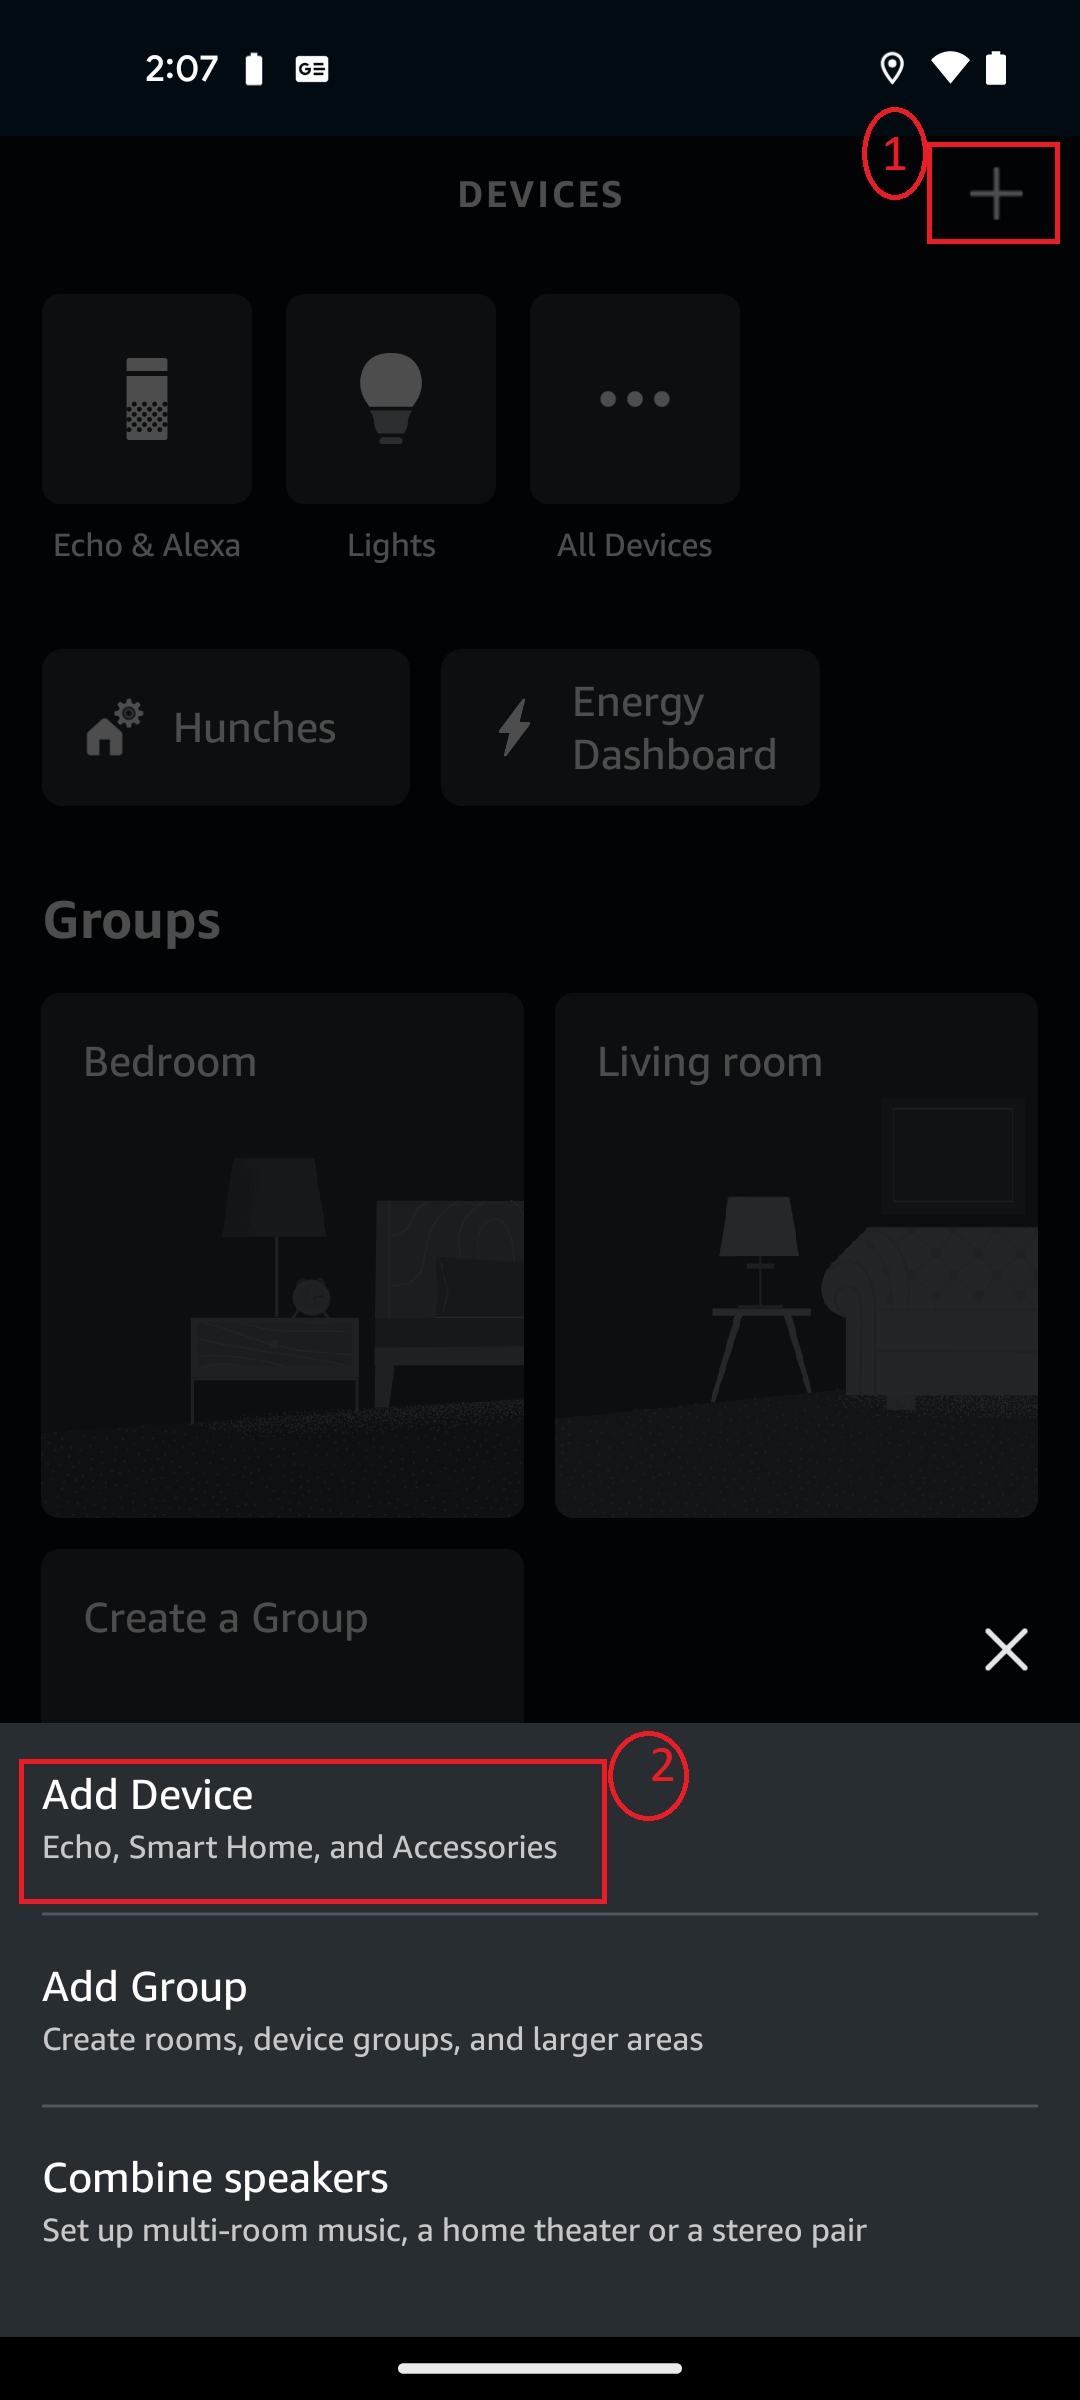 2:07
GE
1
DEVICES
Echo & Alexa
Lights
All Devices
Hunches
Energy
Dashboard
Groups
Bedroom
Living room
Create a Group
2
Add Device
Echo, Smart Home, and Accessories
Add Group
Create rooms, device groups, and larger areas
Combine speakers
Set up multi-room music, a home theater or a stereo pair